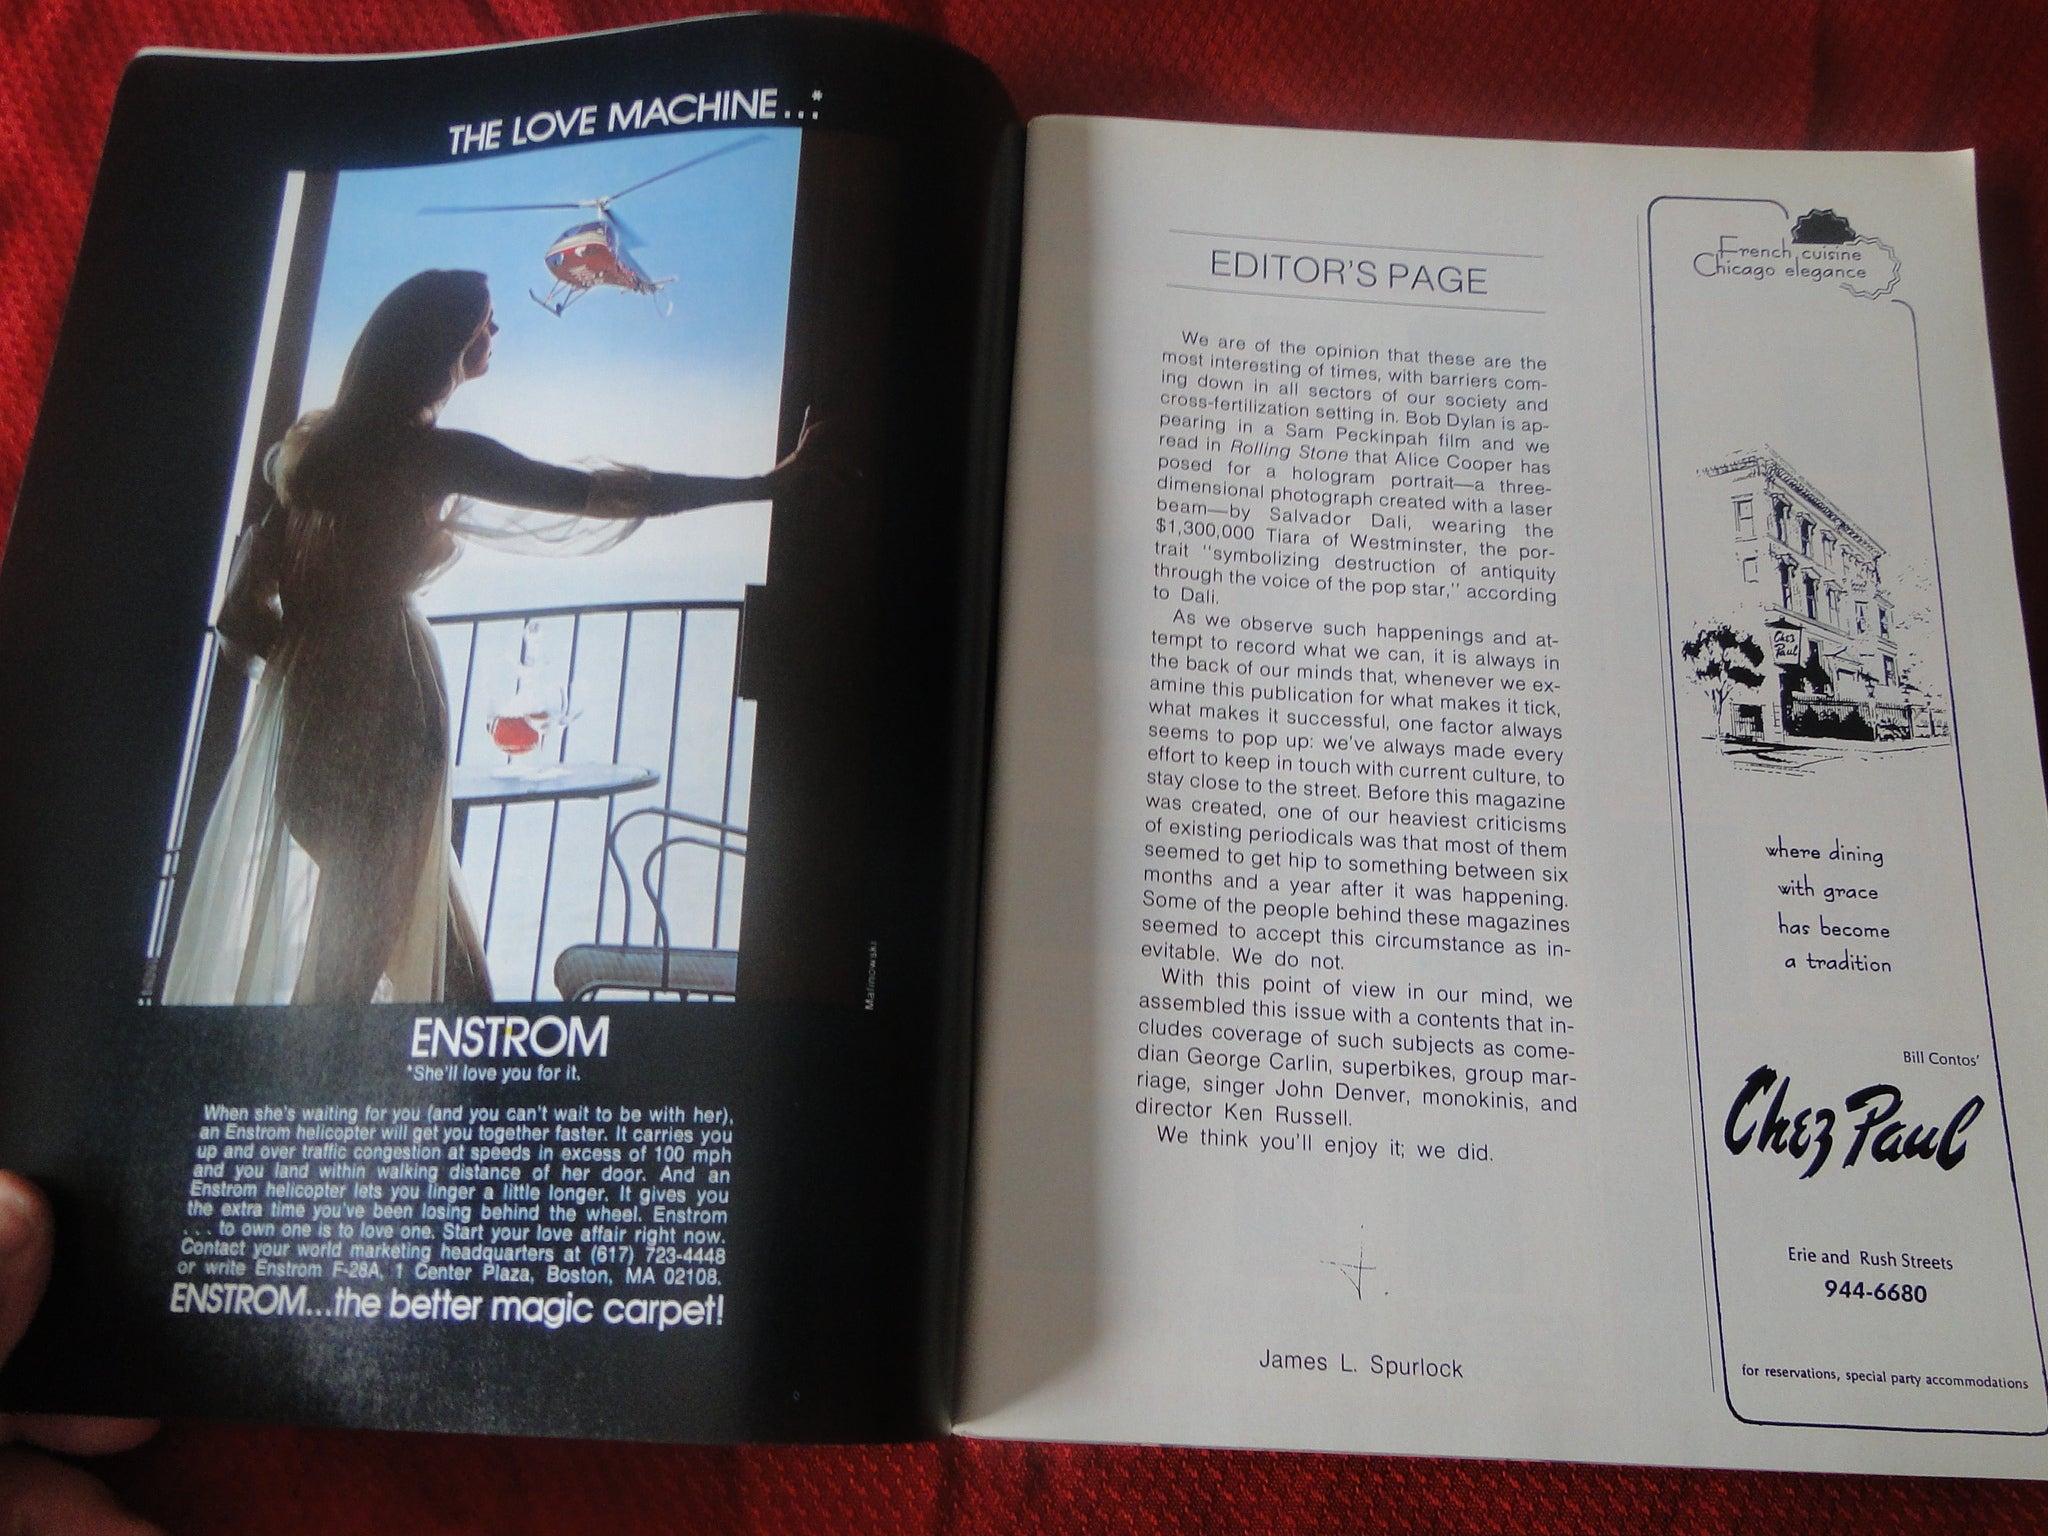 THE LOVE MACHINE...*
Malinowski
ENSTROM
*She'll love you for it.
When she's waiting for you (and you can't wait to be with her),
an Enstrom helicopter will get you together faster. It carries you
up and over traffic congestion at speeds in excess of 100 mph
and you land within walking distance of her door. And an
Enstrom helicopter lets you linger a little longer. It gives you
the extra time you've been losing behind the wheel. Enstrom
... to own one is to love one. Start your love affair right now.
Contact your world marketing headquarters at (617) 723-4448
or write Enstrom F-28A, 1 Center Plaza, Boston, MA 02108.
ENSTROM...the better magic carpet!
EDITOR'S PAGE
We are of the opinion that these are the
most interesting of times, with barriers com-
ing down in all sectors of our society and
cross-fertilization setting in. Bob Dylan is ap-
pearing in a Sam Peckinpah film and we
read in Rolling Stone that Alice Cooper has
posed for a hologram portrait—a three-
dimensional photograph created with a laser
beam—by Salvador Dali, wearing the
$1,300,000 Tiara of Westminster, the por-
trait "symbolizing destruction of antiquity
through the voice of the pop star," according
to Dali.
As we observe such happenings and at-
tempt to record what we can, it is always in
the back of our minds that, whenever we ex-
amine this publication for what makes it tick,
what makes it successful, one factor always
seems to pop up: we've always made every
effort to keep in touch with current culture, to
stay close to the street. Before this magazine
was created, one of our heaviest criticisms
of existing periodicals was that most of them
seemed to get hip to something between six
months and a year after it was happening.
Some of the people behind these magazines
seemed to accept this circumstance as in-
evitable. We do not.
With this point of view in our mind, we
assembled this issue with a contents that in-
cludes coverage of such subjects as come-
dian George Carlin, superbikes, group mar-
riage, singer John Denver, monokinis, and
director Ken Russell.
We think you'll enjoy it; we did.
James L. Spurlock
French cuisine
Chicago elegance
Chez
Paul
where dining
with grace
has become
a tradition
Bill Contos'
Chez Paul
Erie and Rush Streets
944-6680
for reservations, special party accommodations